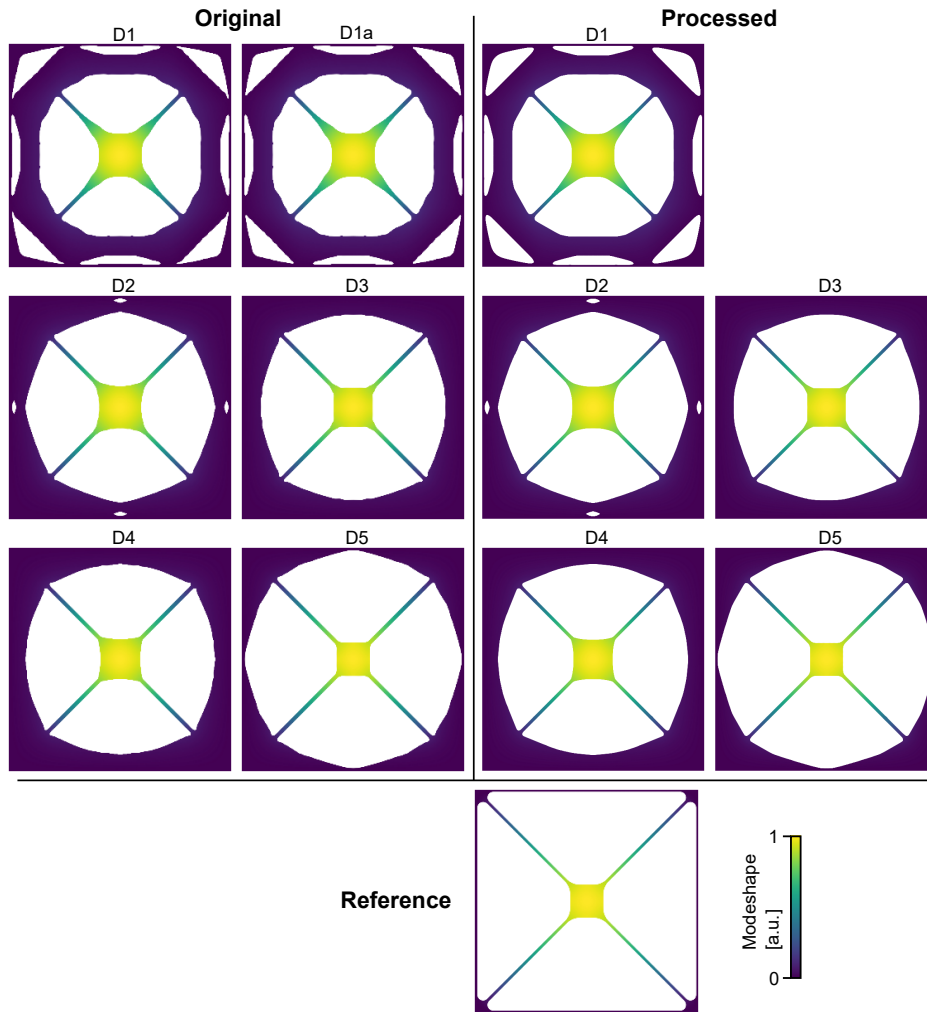 Original
Processed
D1
D1a
D1
D2
D3
D2
D3
D4
D5
D4
D5
Reference
Modeshape
[a.u.]
1
0